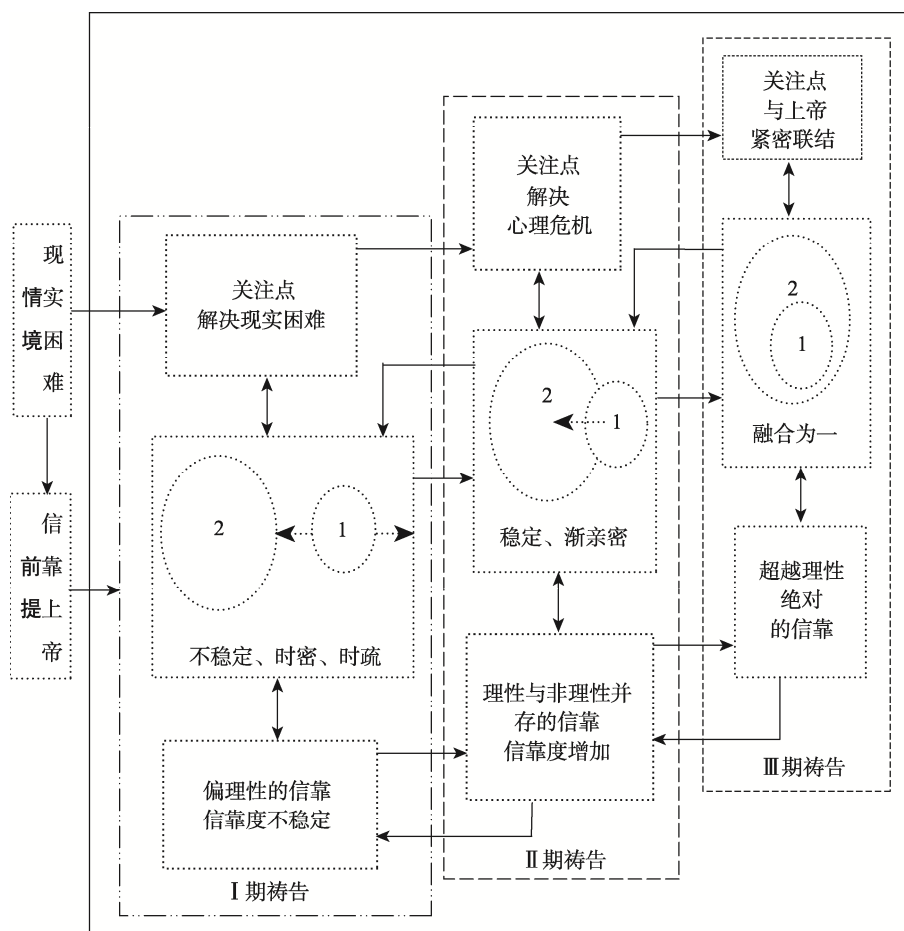 现
情实
境困
难
信
前靠
提上
帝
关注点
解决现实困难
2
1
不稳定、时密、时疏
偏理性的信靠
信靠度不稳定
Ⅰ期祷告
关注点
解决
心理危机
2
1
稳定、渐亲密
理性与非理性并
存的信靠
信靠度增加
Ⅱ期祷告
关注点
与上帝
紧密联结
2
1
融合为一
超越理性
绝对
的信靠
Ⅲ期祷告